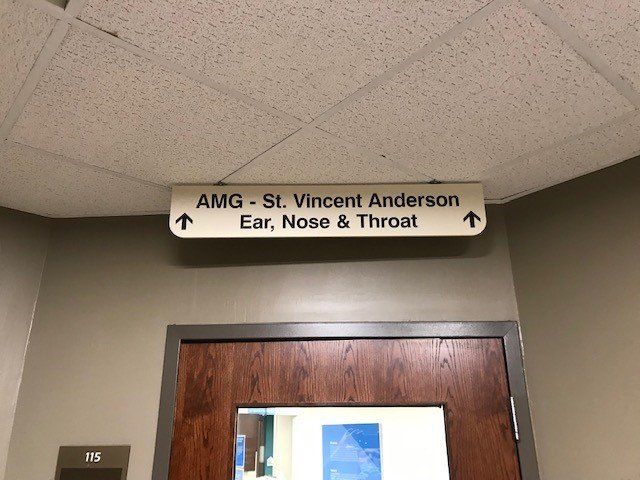 AMG - St. Vincent Anderson
Ear, Nose & Throat
115